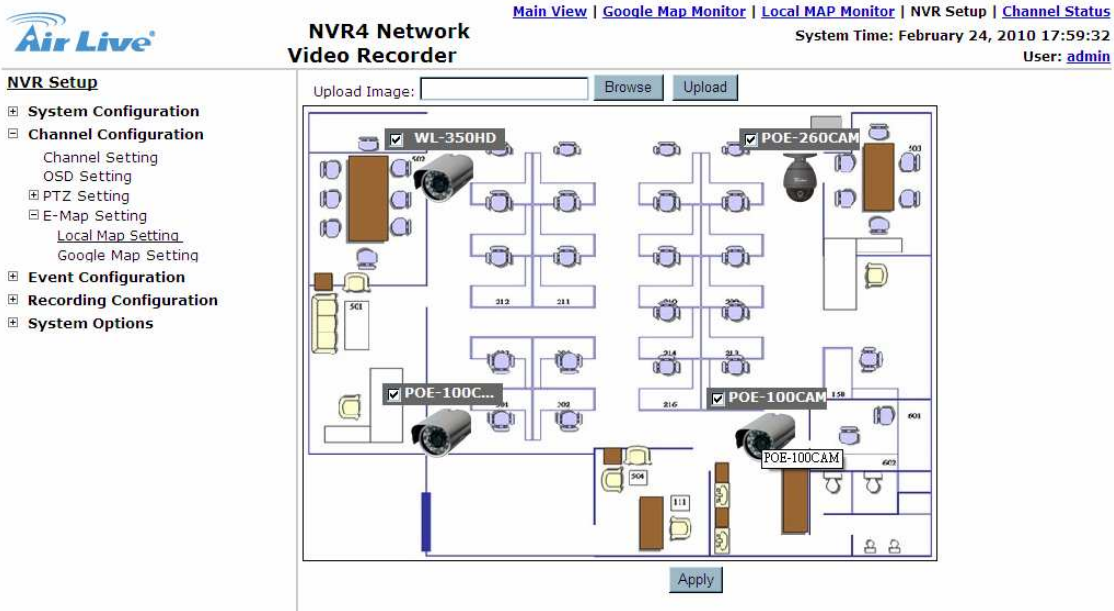 Air Live®
NVR4 Network
Video Recorder
Main View | Google Map Monitor | Local MAP Monitor | NVR Setup | Channel Status
System Time: February 24, 2010 17:59:32
User: admin
NVR Setup
System Configuration
Channel Configuration
Channel Setting
OSD Setting
PTZ Setting
E-Map Setting
Local Map Setting
Google Map Setting
Event Configuration
Recording Configuration
System Options
Upload Image:
Browse
Upload
WL-350HD
POE-260CAM
502
503
212
211
501
214
213
POE-100C...
POE-100CAM
150
201
202
216
601
POE-100CAM
602
504
111
Apply